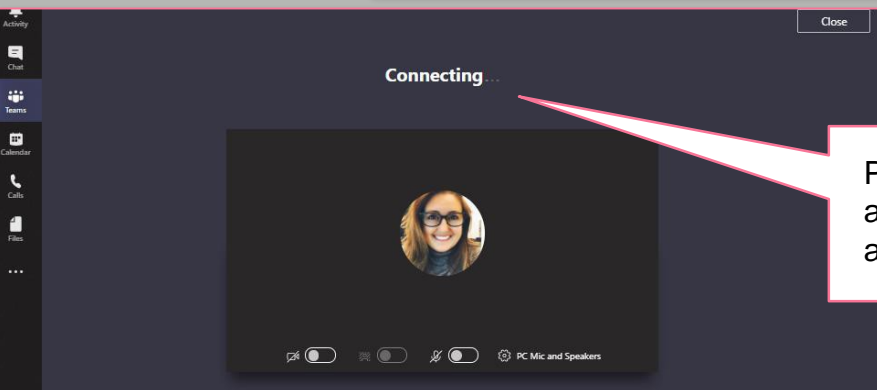 Activity
Close
Chat
Connecting...
Teams
Calendar
Calls
Files
PC Mic and Speakers